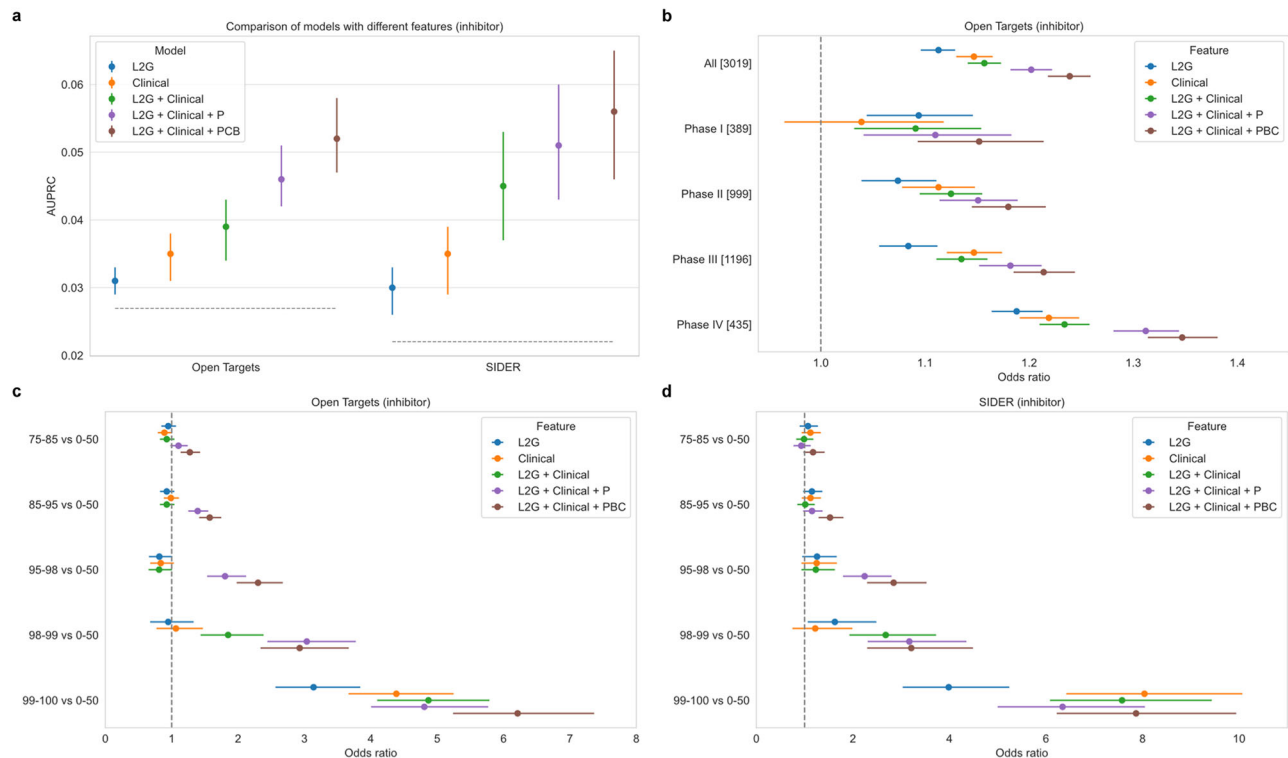 a
Comparison of models with different features (inhibitor)
Model
L2G
Clinical
L2G + Clinical
L2G + Clinical + P
L2G + Clinical + PCB
AUPRC
0.06
0.05
0.04
0.03
0.02
Open Targets
SIDER
b
Open Targets (inhibitor)
Feature
L2G
Clinical
L2G + Clinical
L2G + Clinical + P
L2G + Clinical + PBC
All [3019]
Phase I [389]
Phase II [999]
Phase III [1196]
Phase IV [435]
1.0 1.1 1.2 1.3 1.4
Odds ratio
c
Open Targets (inhibitor)
Feature
L2G
Clinical
L2G + Clinical
L2G + Clinical + P
L2G + Clinical + PBC
75-85 vs 0-50
85-95 vs 0-50
95-98 vs 0-50
98-99 vs 0-50
99-100 vs 0-50
0 1 2 3 4 5 6 7 8
Odds ratio
d
SIDER (inhibitor)
Feature
L2G
Clinical
L2G + Clinical
L2G + Clinical + P
L2G + Clinical + PBC
75-85 vs 0-50
85-95 vs 0-50
95-98 vs 0-50
98-99 vs 0-50
99-100 vs 0-50
0 2 4 6 8 10
Odds ratio